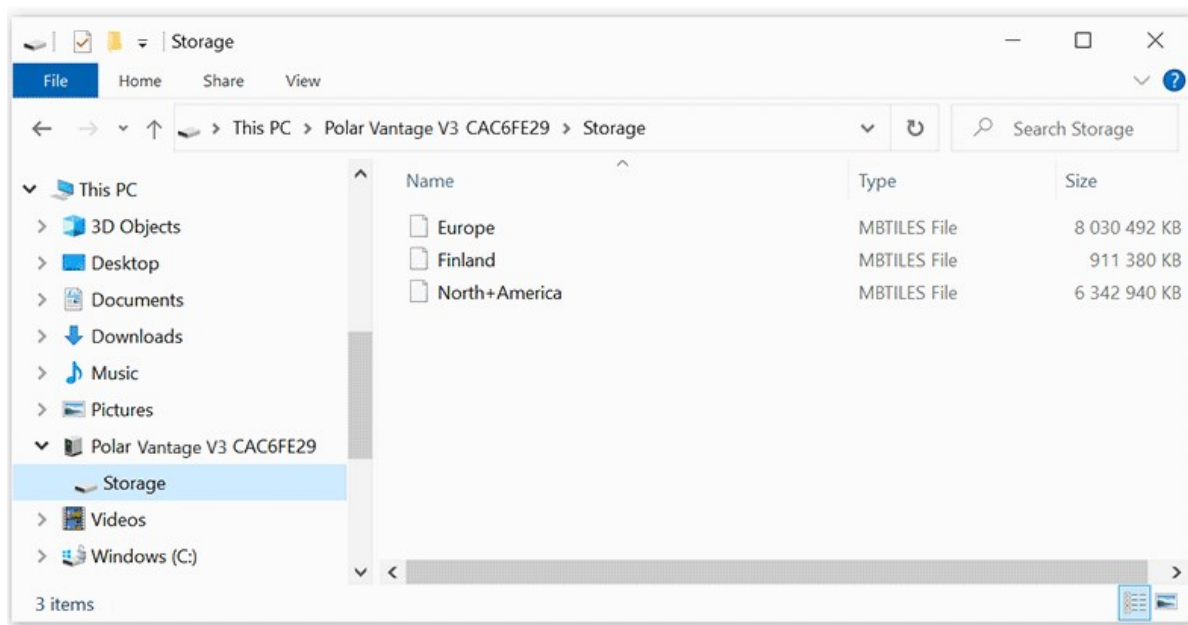 Storage
File Home Share View
This PC > Polar Vantage V3 CAC6FE29 > Storage Search Storage
Name Type Size
This PC
3D Objects
Desktop
Documents
Downloads
Music
Pictures
Polar Vantage V3 CAC6FE29
Storage
Videos
Windows (C:)
Europe MBTILES File 8 030 492 KB
Finland MBTILES File 911 380 KB
North+America MBTILES File 6 342 940 KB
3 items